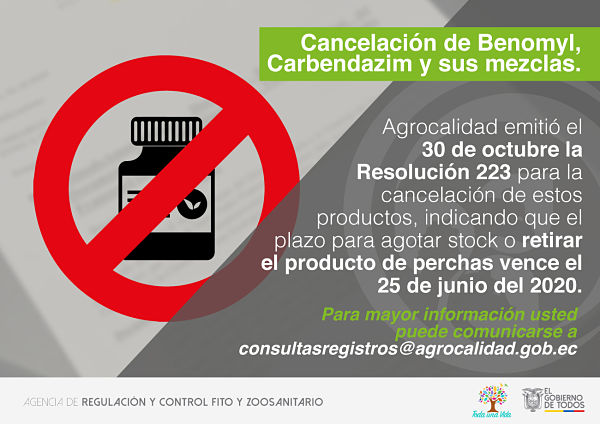 Cancelación de Benomyl,
Carbendazim y sus mezclas.
Agrocalidad emitió el
30 de octubre la
Resolución 223 para la
cancelación de estos
productos, indicando que el
plazo para agotar stock o retirar
el producto de perchas vence el
25 de junio del 2020.
Para mayor información usted
puede comunicarse a
consultasregistros@agrocalidad.gob.ec
AGENCIA DE REGULACIÓN Y CONTROL FITO Y ZOOSANITARIO
Toda una Vida
EL
GOBIERNO
DE TODOS